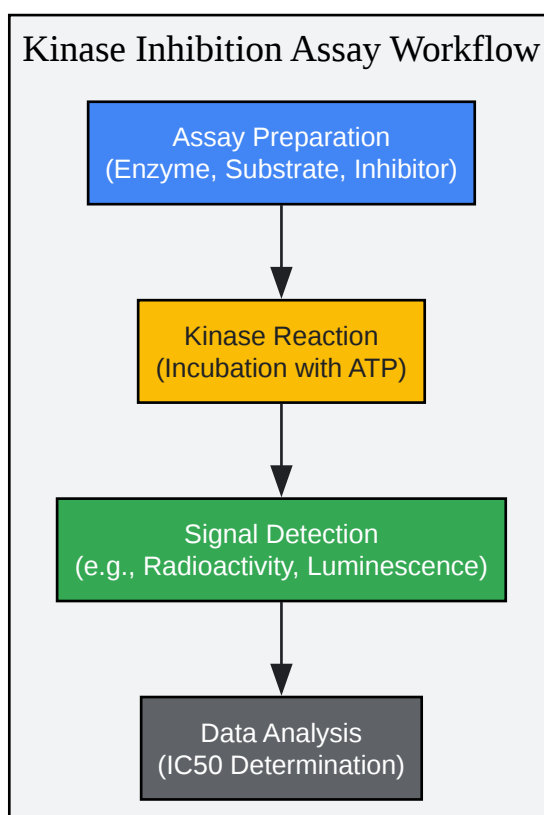 Kinase Inhibition Assay Workflow
Assay Preparation
(Enzyme, Substrate, Inhibitor)
Kinase Reaction
(Incubation with ATP)
Signal Detection
(e.g., Radioactivity, Luminescence)
Data Analysis
(IC50 Determination)